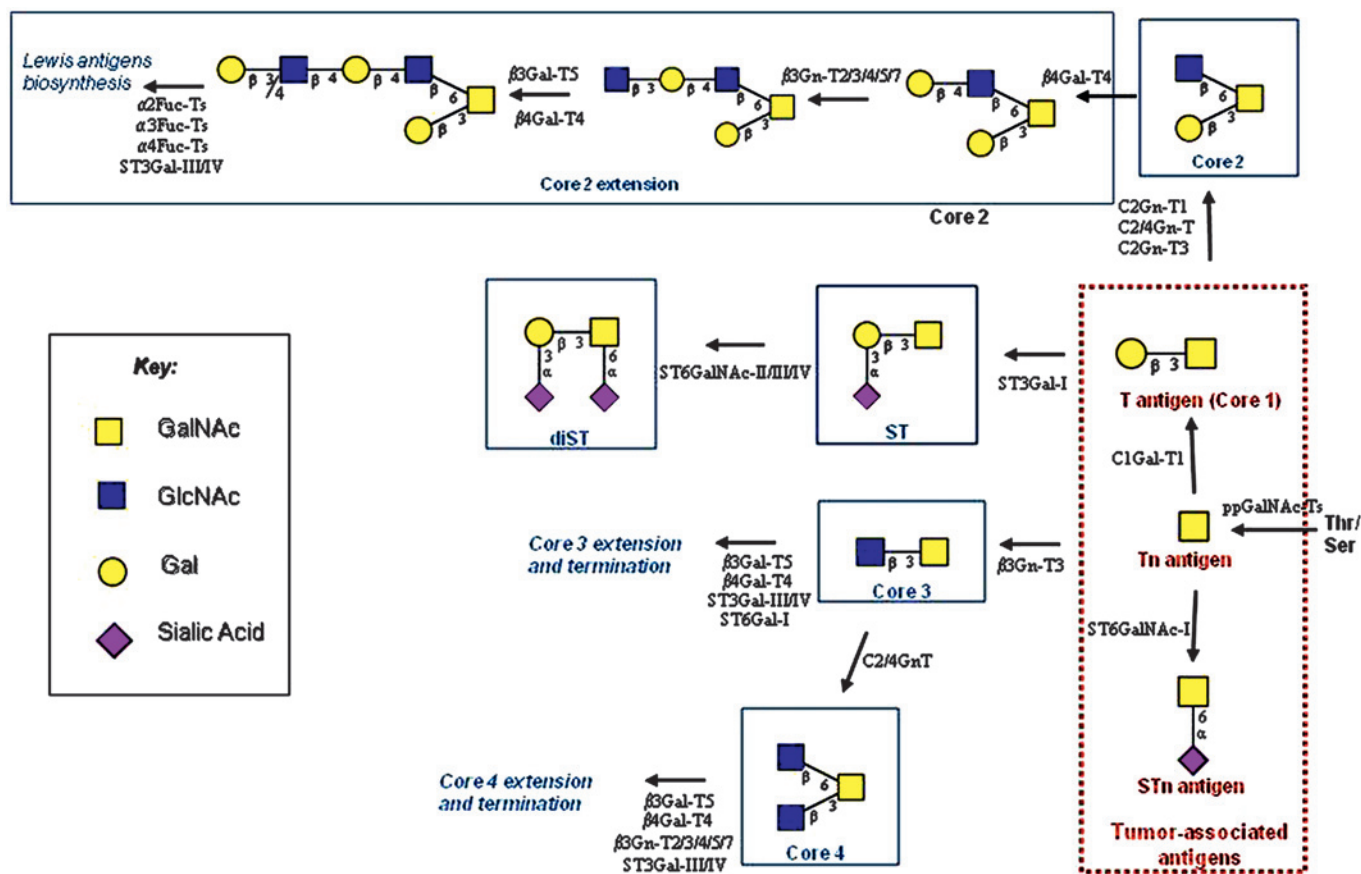 Lewis antigens
biosynthesis
α2Fuc-Ts
α3Fuc-Ts
α4Fuc-Ts
ST3Gal-III/IV
β 3 β 4 β 4 β 6
/4
β 3
β3Gal-T5
β4Gal-T4
β 3 β 4 β 6
β 3
β3Gn-T2/3/4/5/7
β 4 β 6
β 3
β4Gal-T4
β 6
β 3
Core 2
Core 2 extension
Core 2
C2Gn-T1
C2/4Gn-T
C2Gn-T3
Key:
GalNAc
GlcNAc
Gal
Sialic Acid
β 3
3 6
α α
diST
ST6GalNAc-II/III/IV
β 3
3
α
ST
ST3Gal-I
β 3
T antigen (Core 1)
C1Gal-T1
ppGalNAc-Ts
Thr/
Ser
Tn antigen
ST6GalNAc-I
6
α
STn antigen
Tumor-associated
antigens
Core 3 extension
and termination
β3Gal-T5
β4Gal-T4
ST3Gal-III/IV
ST6Gal-I
β 3
Core 3
β3Gn-T3
C2/4GnT
Core 4 extension
and termination
β3Gal-T5
β4Gal-T4
β3Gn-T2/3/4/5/7
ST3Gal-III/IV
β 6
β 3
Core 4